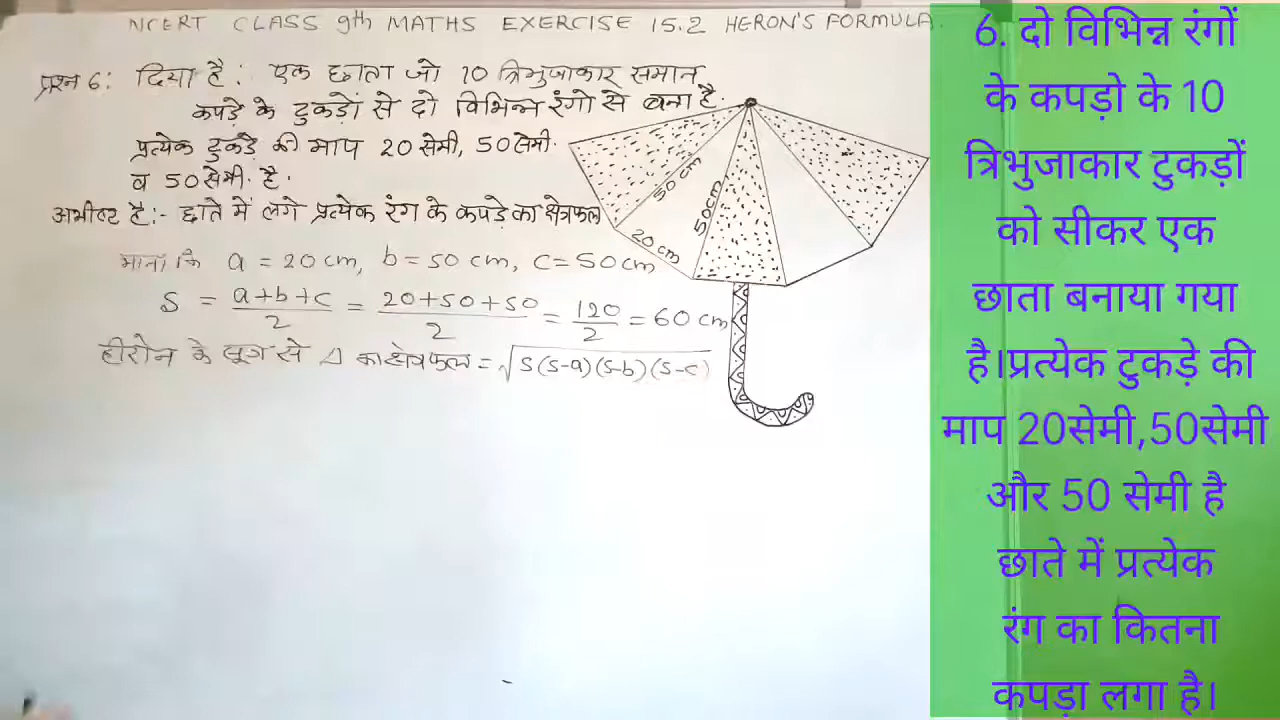 NCERT CLASS 9th MATHS EXERCISE 15.2 HERON'S FORMULA.
प्रश्न 6: दिया है: एक छाता जो 10 त्रिभुजाकार समान
कपड़े के टुकड़ों से दो विभिन्न रंगो से बना है.
प्रत्येक टुकड़े की माप 20 सेमी, 50 सेमी.
व 50 सेमी. है.
अभीष्ट है:- छाते में लगे प्रत्येक रंग के कपड़े का क्षेत्रफल
माना कि a = 20 cm, b = 50 cm, c = 50 cm
S = a+b+c/2 = 20+50+50/2 = 120/2 = 60 cm
हीरोन के सूत्र से △ का क्षेत्रफल = √S(S-a)(S-b)(S-c)
50 cm
50cm
20 cm
6. दो विभिन्न रंगों
के कपड़ो के 10
त्रिभुजाकार टुकड़ों
को सीकर एक
छाता बनाया गया
है।प्रत्येक टुकड़े की
माप 20सेमी,50सेमी
और 50 सेमी है
छाते में प्रत्येक
रंग का कितना
कपड़ा लगा है।